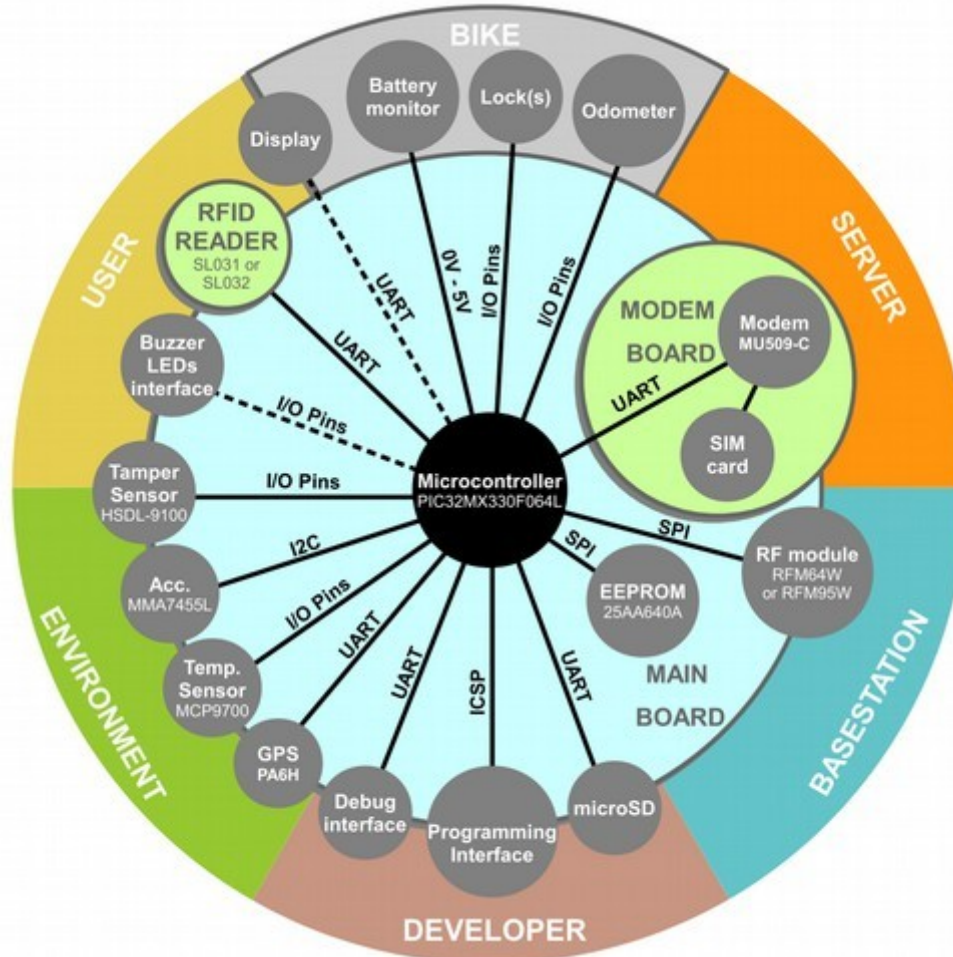 BIKE
Battery
monitor
Lock(s)
Odometer
Display
USER
RFID
READER
SL031 or
SL032
Buzzer
LEDs
interface
UART
UART
0V - 5V
I/O Pins
I/O Pins
I/O Pins
SERVER
MODEM
BOARD
Modem
MU509-C
UART
SIM
card
Microcontroller
PIC32MX330F064L
Tamper
Sensor
HSDL-9100
I/O Pins
I2C
Acc.
MMA7455L
I/O Pins
Temp.
Sensor
MCP9700
UART
GPS
PA6H
ENVIRONMENT
SPI
SPI
RF module
RFM64W
or RFM95W
EEPROM
25AA640A
MAIN
BOARD
BASESTATION
UART
ICSP
UART
Debug
interface
Programming
Interface
microSD
DEVELOPER